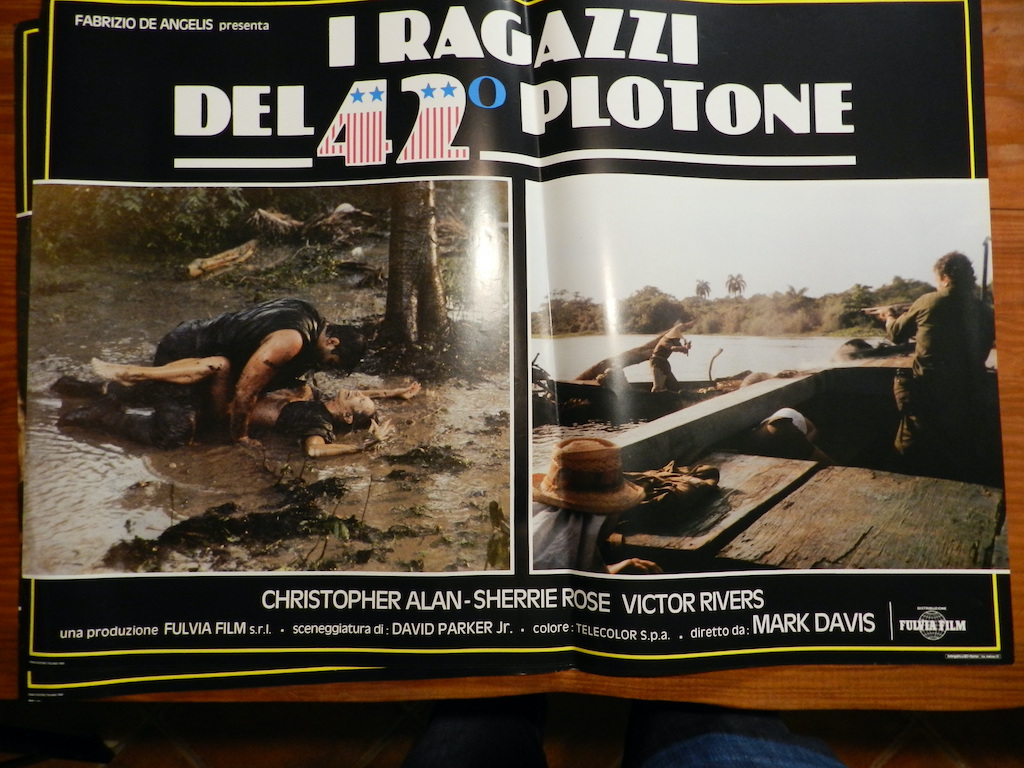 FABRIZIO DE ANGELIS presenta
I RAGAZZI
DEL 42° PLOTONE
CHRISTOPHER ALAN-SHERRIE ROSE VICTOR RIVERS
una produzione FULVIA FILM s.r.l. • sceneggiatura di: DAVID PARKER Jr. • colore: TELECOLOR S.p.a. • diretto da: MARK DAVIS
DISTRIBUZIONE
FULVIA FILM